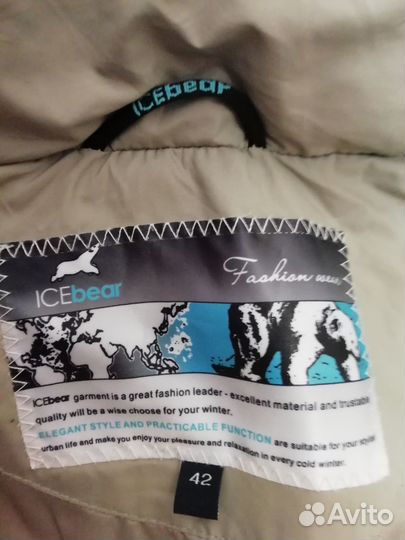 ICEbear
ICEbear
Fashion wear
ICEbear garment is a great fashion leader - excellent material and trustable
quality will be a wise choose for your winter.
ELEGANT STYLE AND PRACTICABLE FUNCTION are suitable for your stylish
urban life and make you enjoy your pleasure and relaxation in every cold winter.
42
Avito